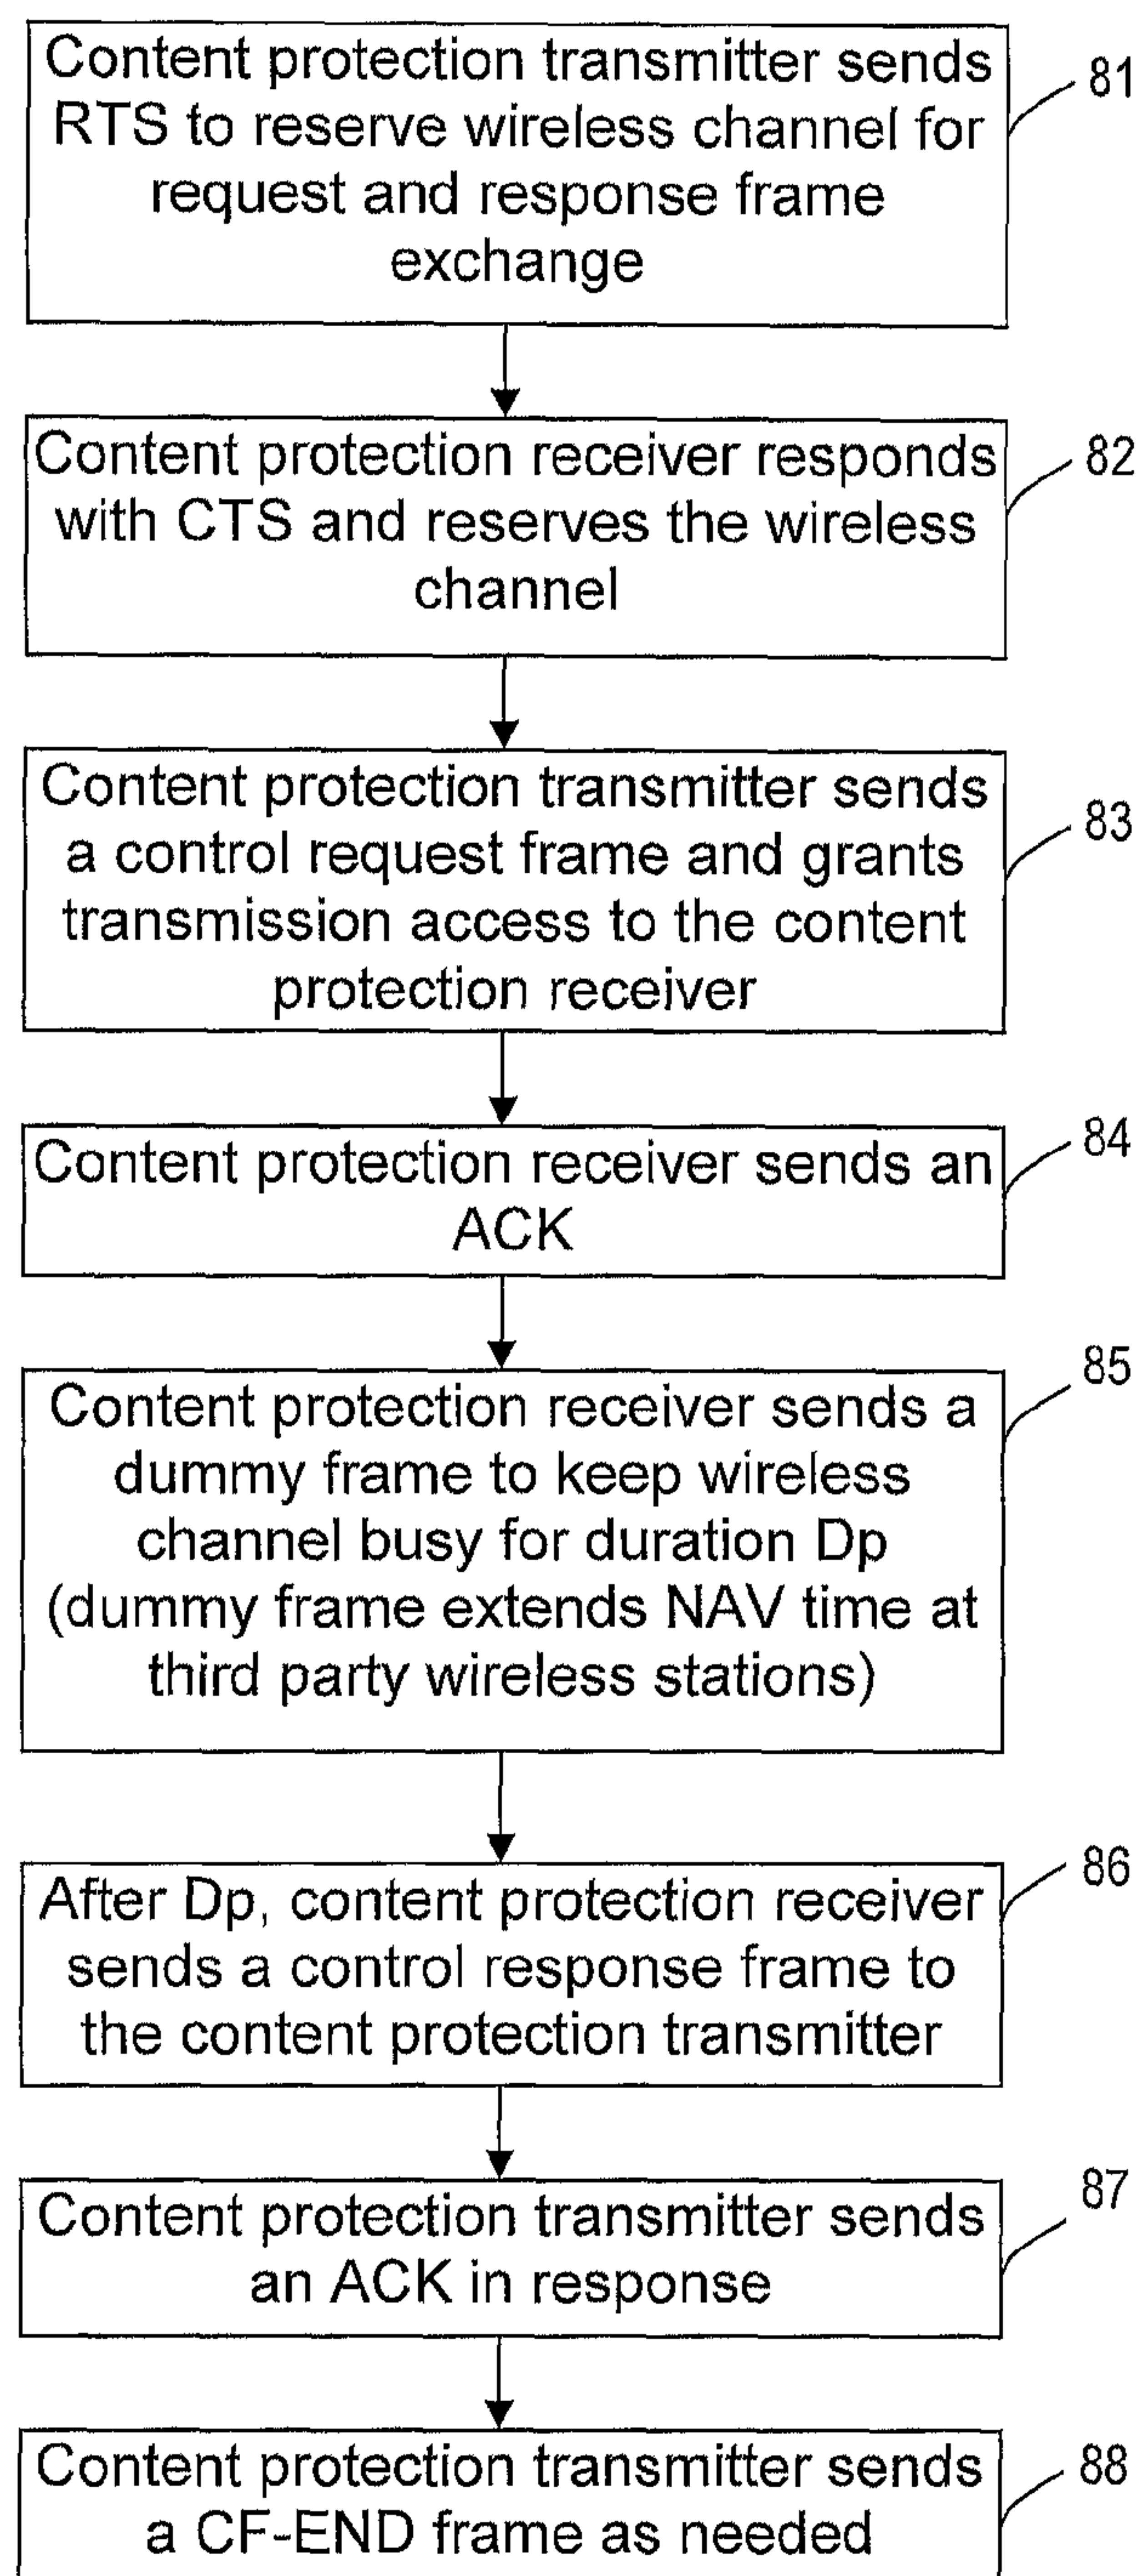 Content protection transmitter sends
RTS to reserve wireless channel for
request and response frame
exchange
81
Content protection receiver responds
with CTS and reserves the wireless
channel
82
Content protection transmitter sends
a control request frame and grants
transmission access to the content
protection receiver
83
Content protection receiver sends an
ACK
84
Content protection receiver sends a
dummy frame to keep wireless
channel busy for duration Dp
(dummy frame extends NAV time at
third party wireless stations)
85
After Dp, content protection receiver
sends a control response frame to
the content protection transmitter
86
Content protection transmitter sends
an ACK in response
87
Content protection transmitter sends
a CF-END frame as needed
88